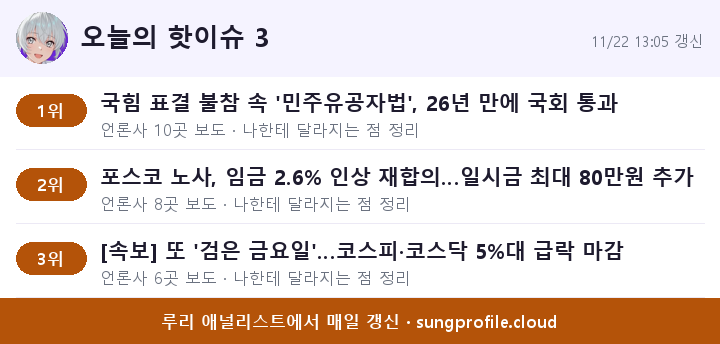 오늘의 핫이슈 3
11/22 13:05 갱신
1위
국힘 표결 불참 속 '민주유공자법', 26년 만에 국회 통과
언론사 10곳 보도 · 나한테 달라지는 점 정리
2위
포스코 노사, 임금 2.6% 인상 재합의...일시금 최대 80만원 추가
언론사 8곳 보도 · 나한테 달라지는 점 정리
3위
[속보] 또 '검은 금요일'...코스피·코스닥 5%대 급락 마감
언론사 6곳 보도 · 나한테 달라지는 점 정리
루리 애널리스트에서 매일 갱신 · sungprofile.cloud